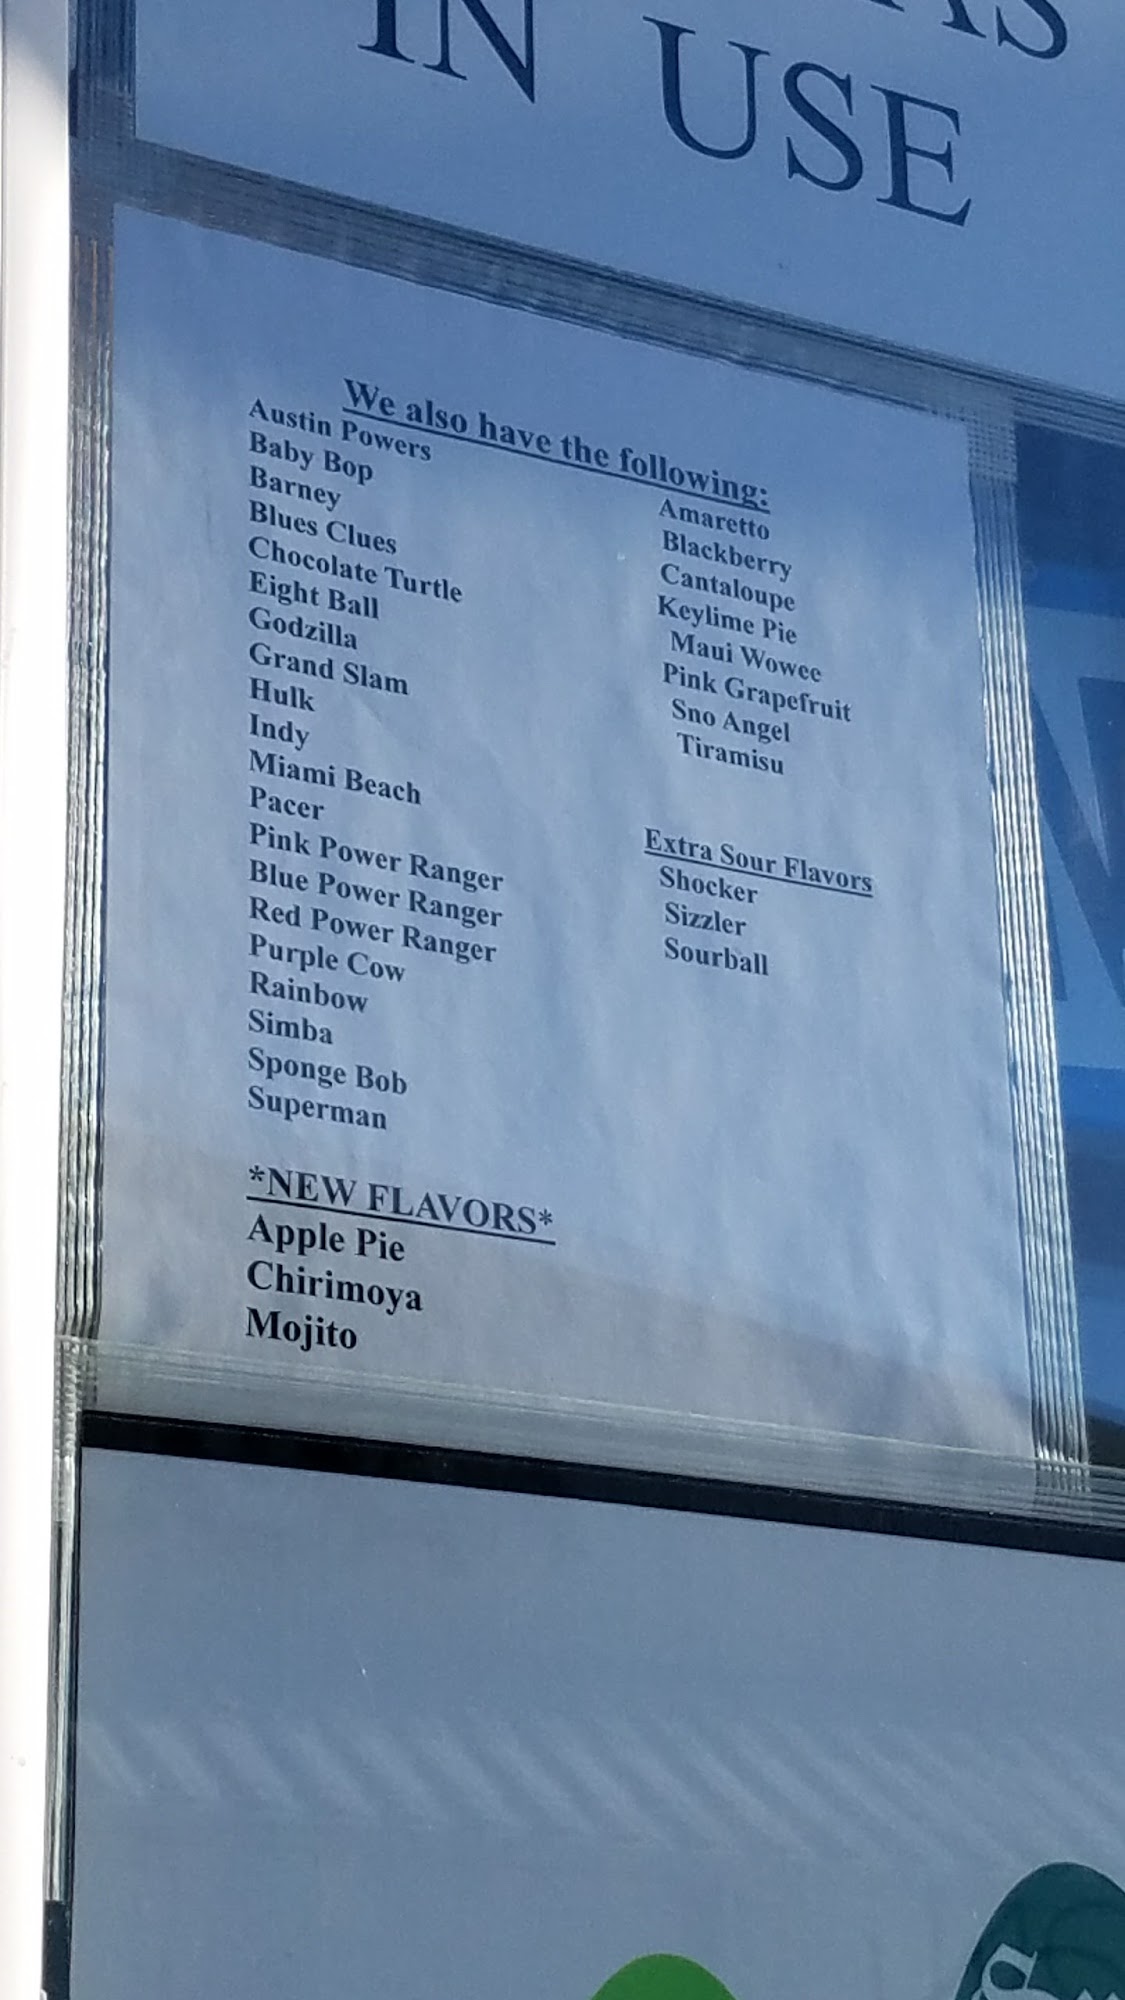 IN USE
We also have the following:
Austin Powers
Baby Bop
Barney
Blues Clues
Chocolate Turtle
Eight Ball
Godzilla
Grand Slam
Hulk
Indy
Miami Beach
Pacer
Pink Power Ranger
Blue Power Ranger
Red Power Ranger
Purple Cow
Rainbow
Simba
Sponge Bob
Superman
Amaretto
Blackberry
Cantaloupe
Keylime Pie
Maui Wowee
Pink Grapefruit
Sno Angel
Tiramisu
Extra Sour Flavors
Shocker
Sizzler
Sourball
*NEW FLAVORS*
Apple Pie
Chirimoya
Mojito